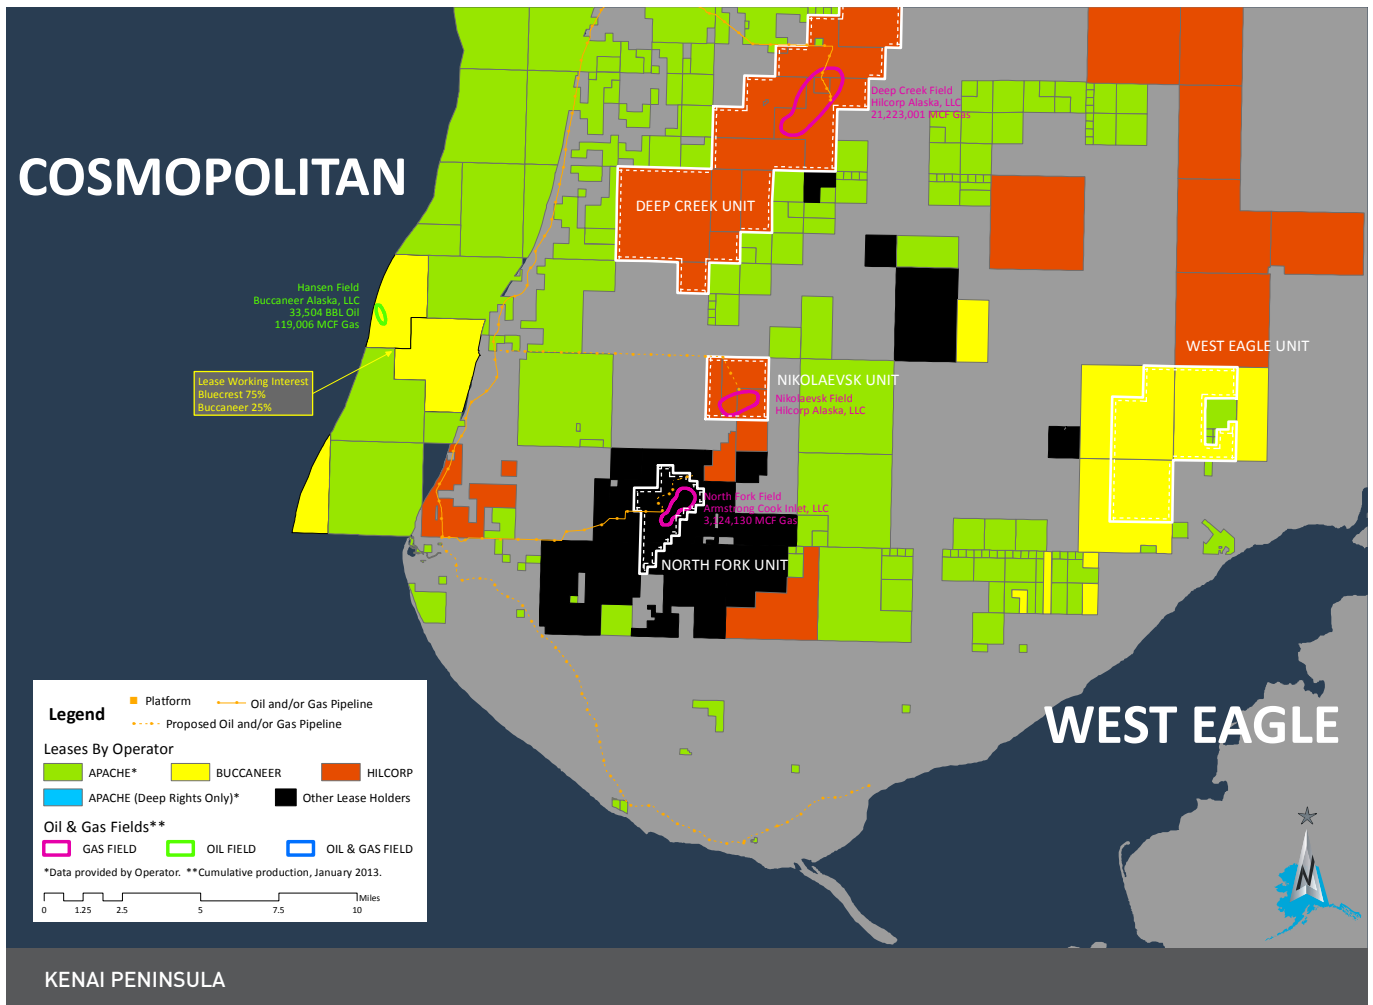 COSMOPOLITAN
Deep Creek Field
Hilcorp Alaska, LLC
21,223,001 MCF Gas
DEEP CREEK UNIT
Hansen Field
Buccaneer Alaska, LLC
33,504 BBL Oil
119,006 MCF Gas
WEST EAGLE UNIT
Lease Working Interest
Bluecrest 75%
Buccaneer 25%
NIKOLAEVSK UNIT
Nikolaevsk Field
Hilcorp Alaska, LLC
North Fork Field
Armstrong Cook Inlet, LLC
3,124,130 MCF Gas
NORTH FORK UNIT
WEST EAGLE
Legend
Platform
Oil and/or Gas Pipeline
Proposed Oil and/or Gas Pipeline
Leases By Operator
APACHE*
BUCCANEER
HILCORP
APACHE (Deep Rights Only)*
Other Lease Holders
Oil & Gas Fields**
GAS FIELD
OIL FIELD
OIL & GAS FIELD
*Data provided by Operator. **Cumulative production, January 2013.
Miles
0 1.25 2.5 5 7.5 10
N
KENAI PENINSULA